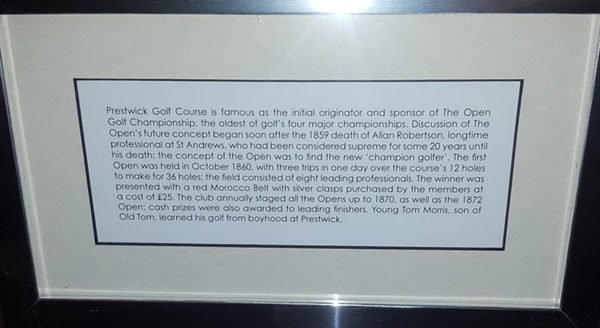 Prestwick Golf Course is famous as the initial originator and sponsor of The Open
Golf Championship, the oldest of golf's four major championships. Discussion of The
Open's future concept began soon after the 1859 death of Allan Robertson, longtime
professional at St Andrews, who had been considered supreme for some 20 years until
his death; the concept of the Open was to find the new 'champion golfer'. The first
Open was held in October 1860, with three trips in one day over the course's 12 holes
to make for 36 holes; the field consisted of eight leading professionals. The winner was
presented with a red Morocco Belt with silver clasps purchased by the members at
a cost of £25. The club annually staged all the Opens up to 1870, as well as the 1872
Open; cash prizes were also awarded to leading finishers. Young Tom Morris, son of
Old Tom, learned his golf from boyhood at Prestwick.